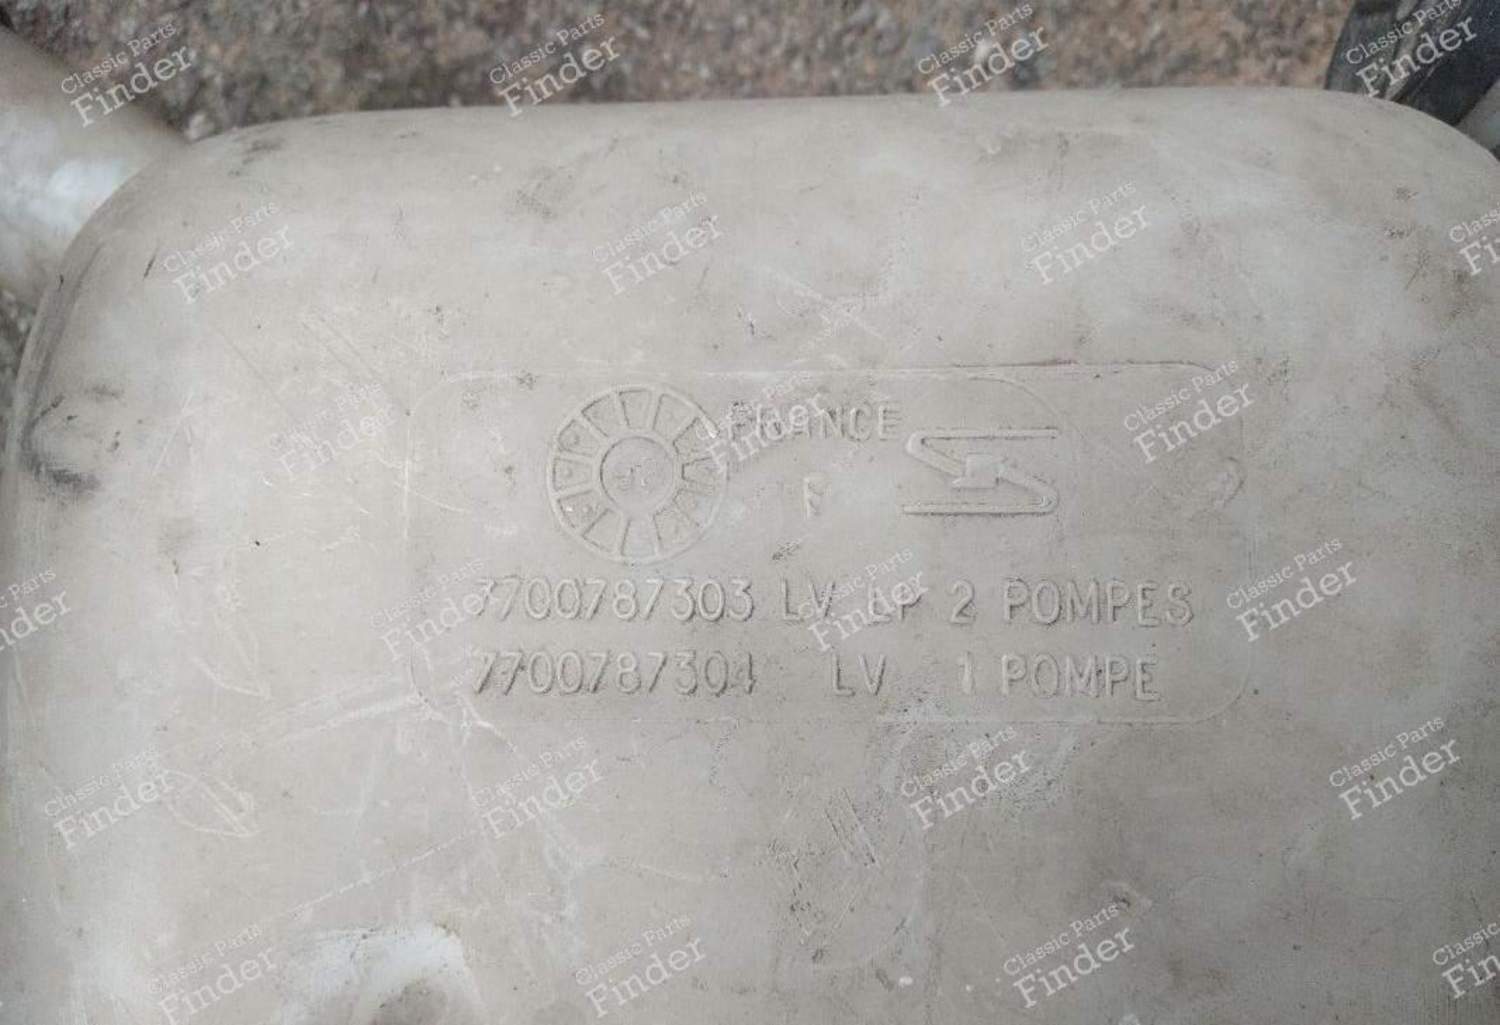 FRANCE
7700787303 LV LP 2 POMPES
7700787304 LV 1 POMPE
Classic Parts Finder